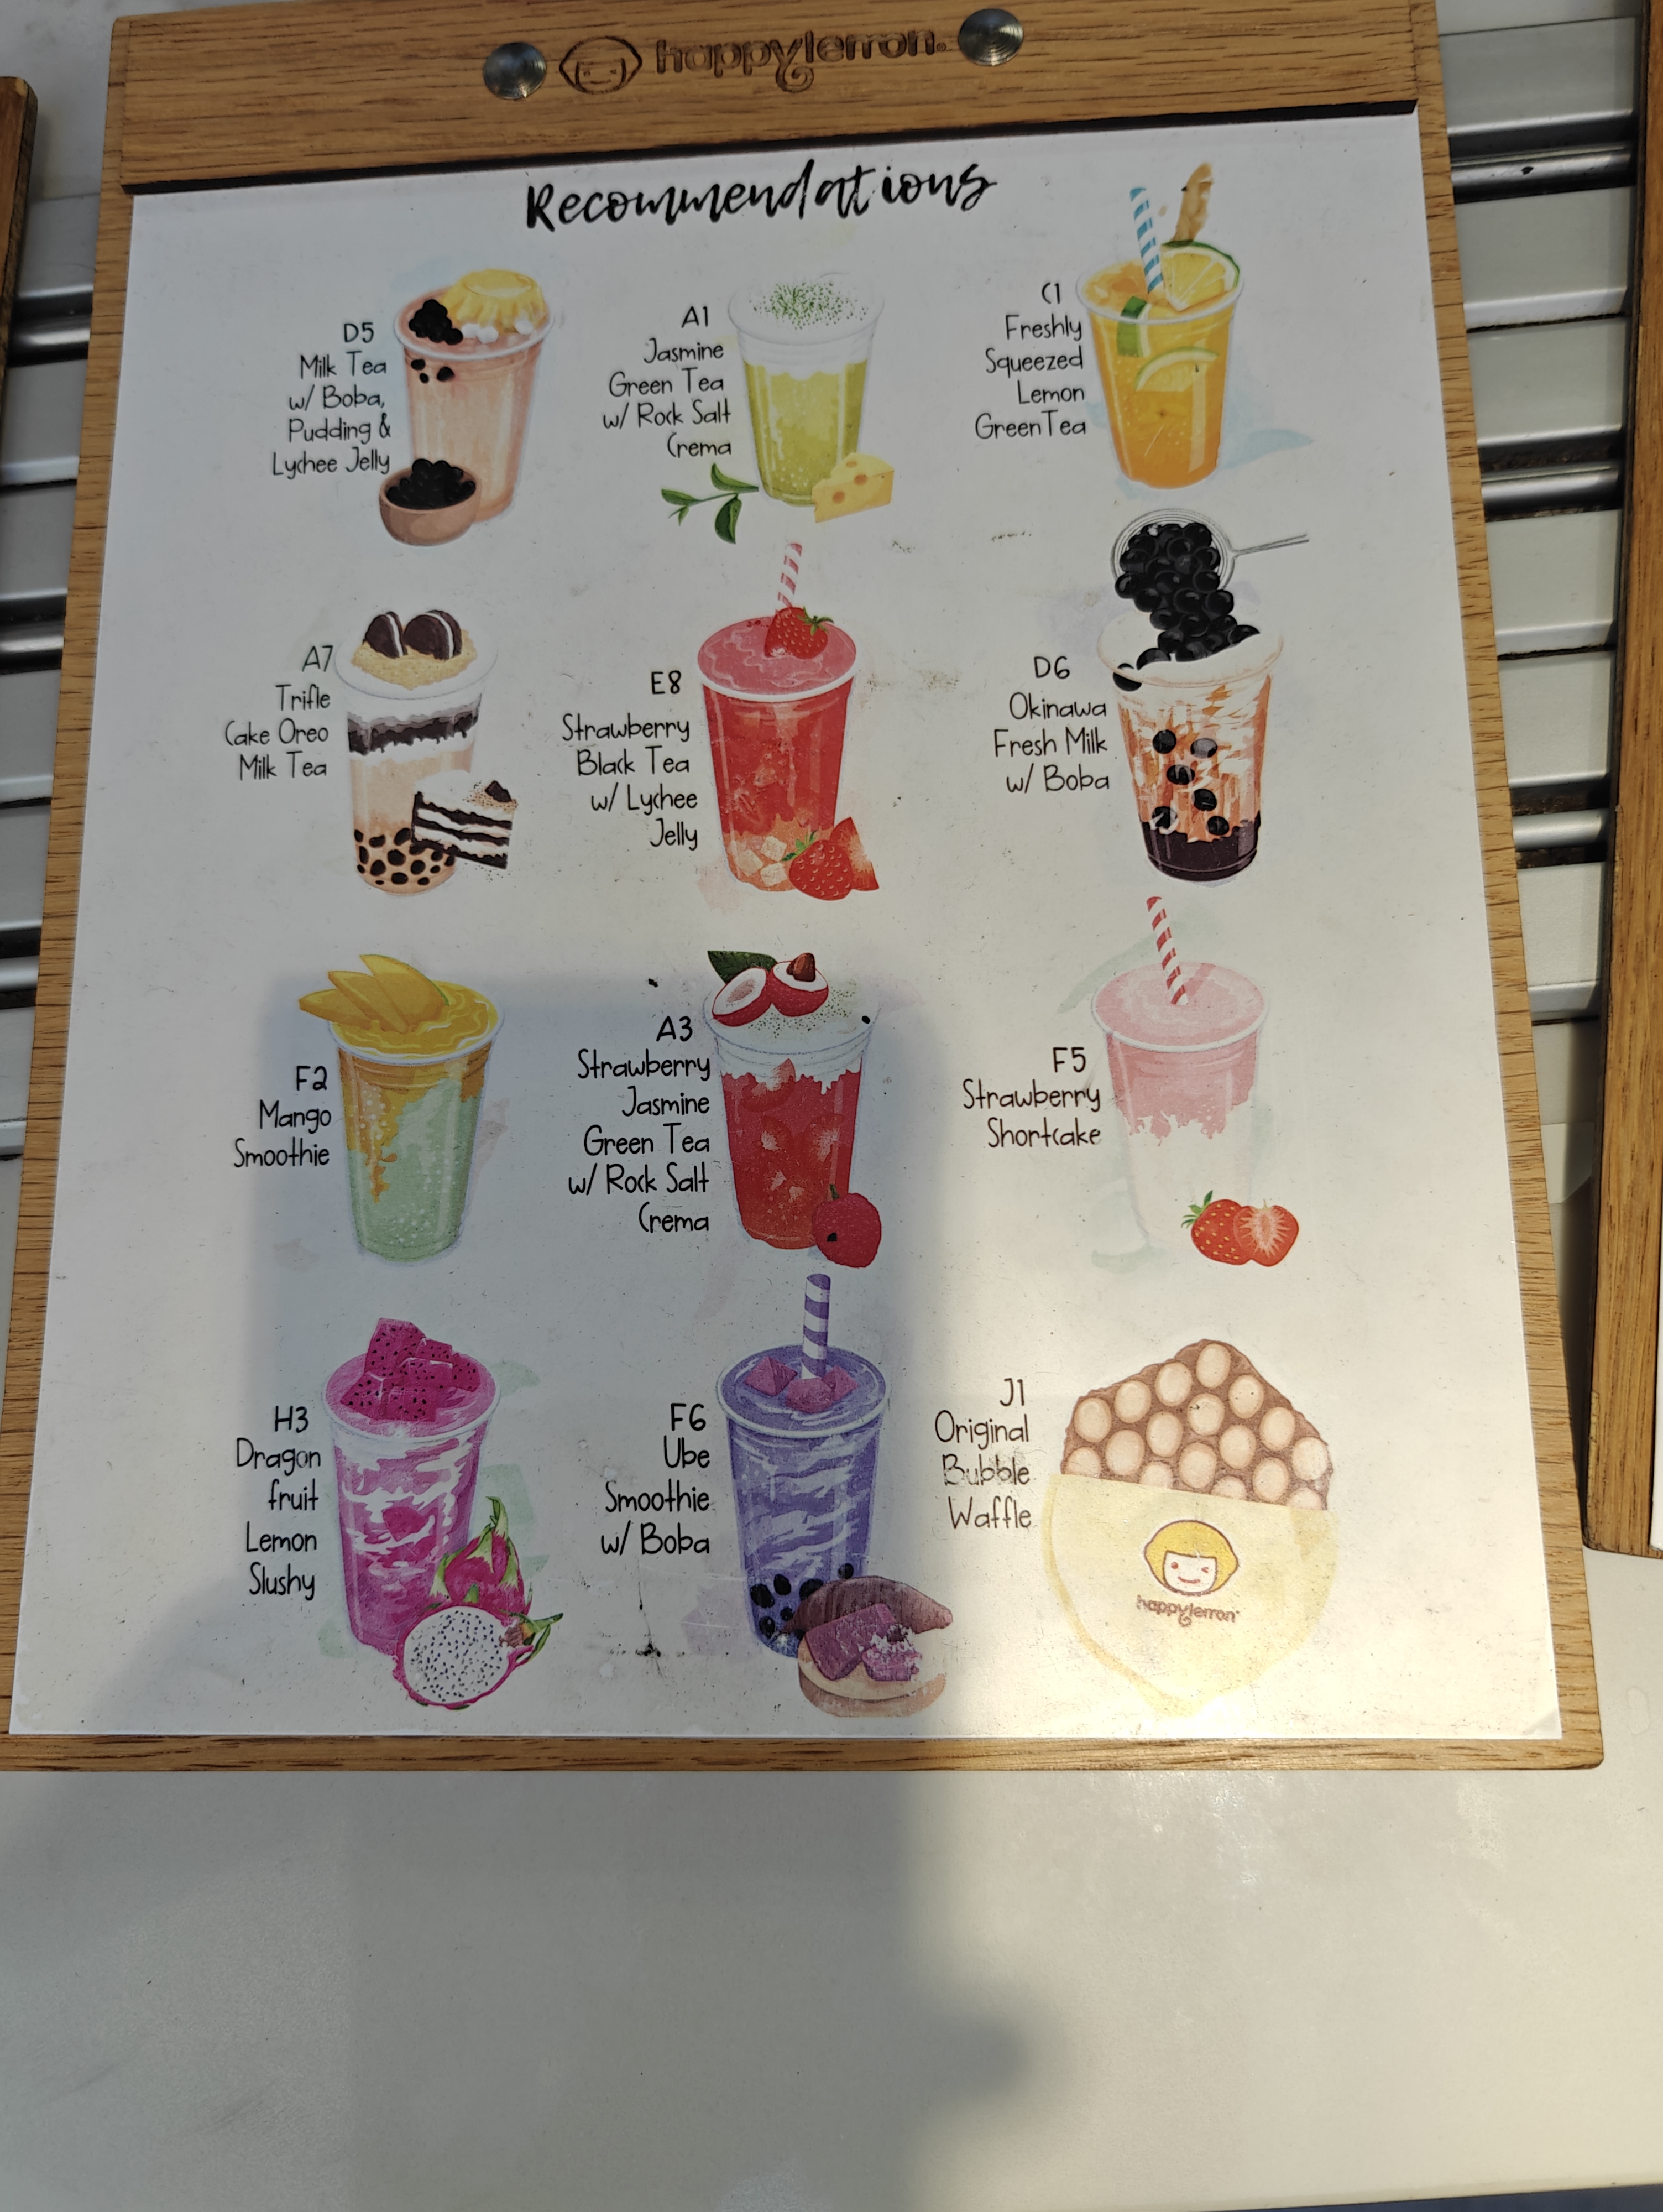 happylemon
Recommendations
D5
Milk Tea
w/ Boba,
Pudding &
Lychee Jelly
A1
Jasmine
Green Tea
w/ Rock Salt
Crema
C1
Freshly
Squeezed
Lemon
GreenTea
A7
Trifle
Cake Oreo
Milk Tea
E8
Strawberry
Black Tea
w/ Lychee
Jelly
D6
Okinawa
Fresh Milk
w/ Boba
F2
Mango
Smoothie
A3
Strawberry
Jasmine
Green Tea
w/ Rock Salt
Crema
F5
Strawberry
Shortcake
H3
Dragon
fruit
Lemon
Slushy
F6
Ube
Smoothie
w/ Boba
J1
Original
Bubble
Waffle
happylemon